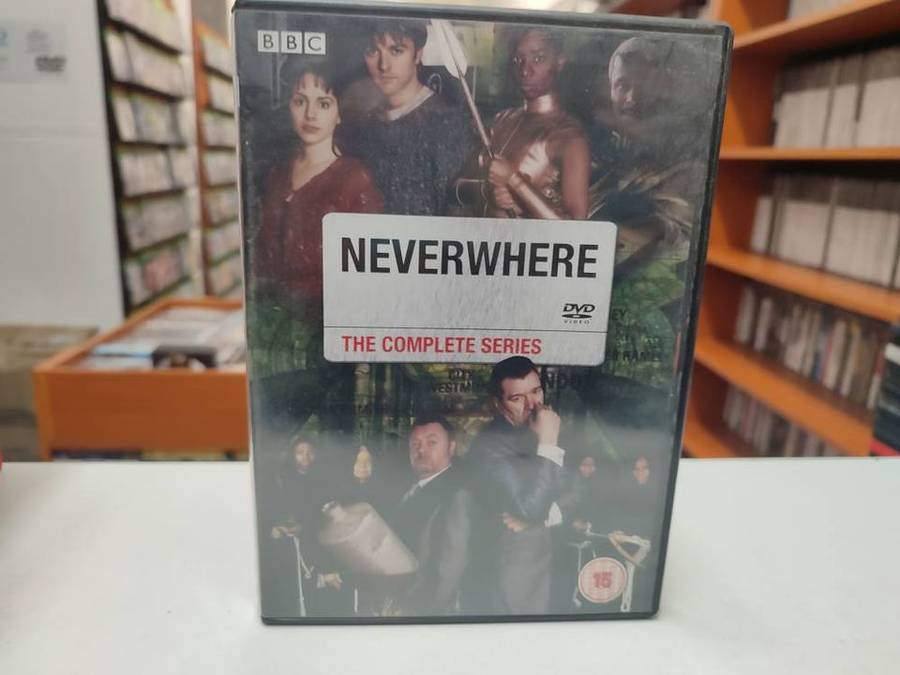 BBC
NEVERWHERE
DVD
VIDEO
THE COMPLETE SERIES
15